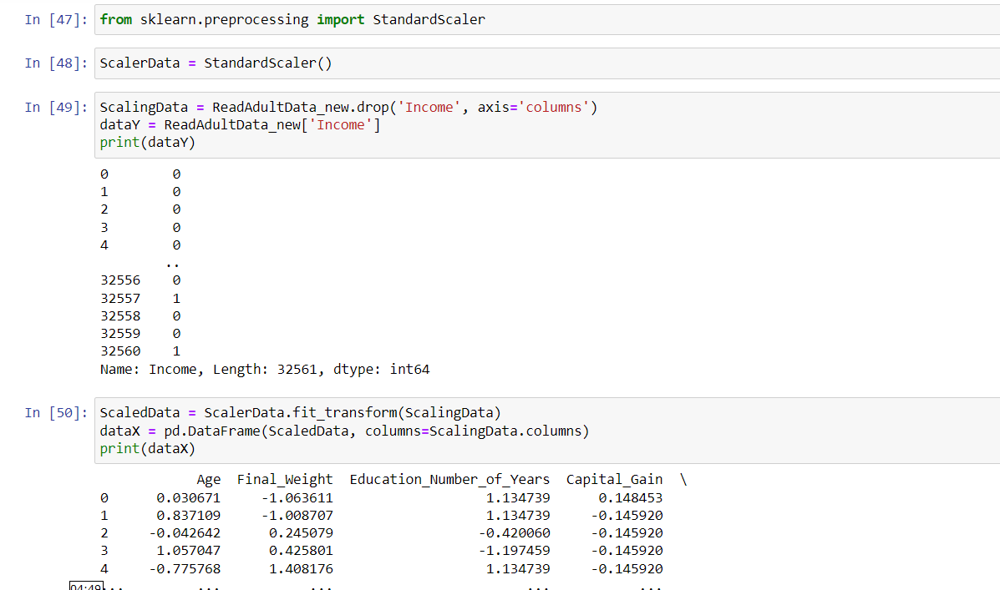 In [47]: from sklearn.preprocessing import StandardScaler
In [48]: ScalerData = StandardScaler()
In [49]: ScalingData = ReadAdultData_new.drop('Income', axis='columns')
dataY = ReadAdultData_new['Income']
print(dataY)
0        0
1        0
2        0
3        0
4        0
        ..
32556    0
32557    1
32558    0
32559    0
32560    1
Name: Income, Length: 32561, dtype: int64
In [50]: ScaledData = ScalerData.fit_transform(ScalingData)
dataX = pd.DataFrame(ScaledData, columns=ScalingData.columns)
print(dataX)
            Age  Final_Weight  Education_Number_of_Years  Capital_Gain  \
0      0.030671     -1.063611                   1.134739      0.148453
1      0.837109     -1.008707                   1.134739     -0.145920
2     -0.042642      0.245079                  -0.420060     -0.145920
3      1.057047      0.425801                  -1.197459     -0.145920
4     -0.775768      1.408176                   1.134739     -0.145920
04:49 ...         ...           ...                        ...           ...